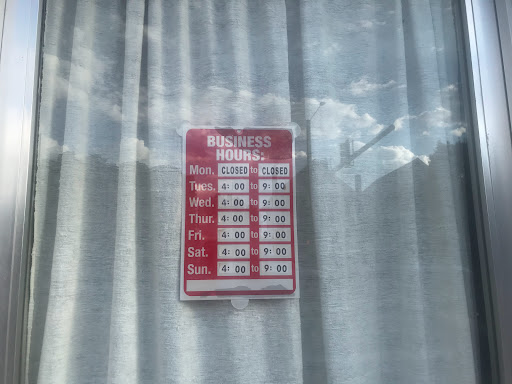 BUSINESS
HOURS:
Mon. CLOSED to CLOSED
Tues. 4: 00 to 9: 00
Wed. 4: 00 to 9: 00
Thur. 4: 00 to 9: 00
Fri. 4: 00 to 9: 00
Sat. 4: 00 to 9: 00
Sun. 4: 00 to 9: 00